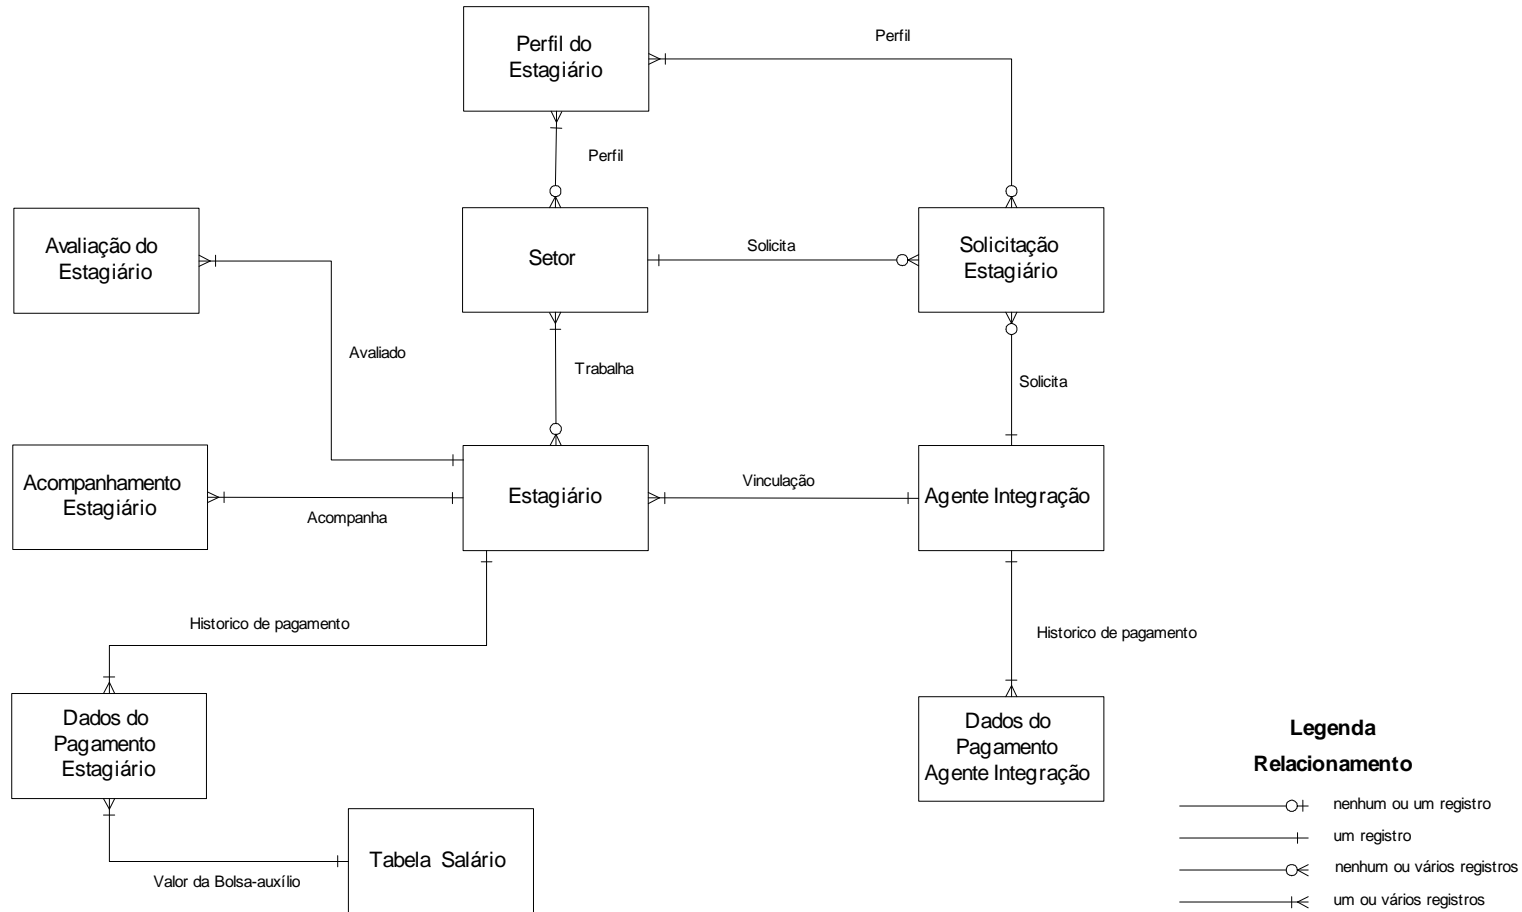 Perfil do
Estagiário
Perfil
Perfil
Avaliação do
Estagiário
Setor
Solicita
Solicitação
Estagiário
Avaliado
Trabalha
Solicita
Acompanhamento
Estagiário
Acompanha
Estagiário
Vinculação
Agente Integração
Historico de pagamento
Historico de pagamento
Dados do
Pagamento
Estagiário
Dados do
Pagamento
Agente Integração
Valor da Bolsa-auxílio
Tabela Salário
Legenda
Relacionamento
nenhum ou um registro
um registro
nenhum ou vários registros
um ou vários registros